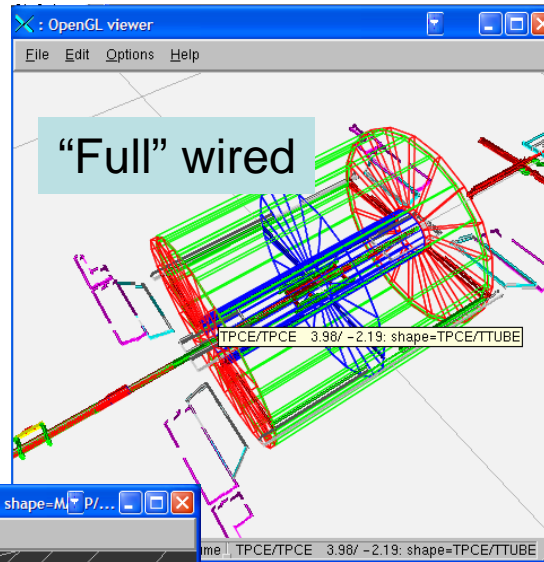 : OpenGL viewer
File Edit Options Help
“Full” wired
TPCE/TPCE 3.98/ -2.19: shape=TPCE/TTUBE
shape=M P/...
TPCE/TPCE 3.98/ -2.19: shape=TPCE/TTUBE